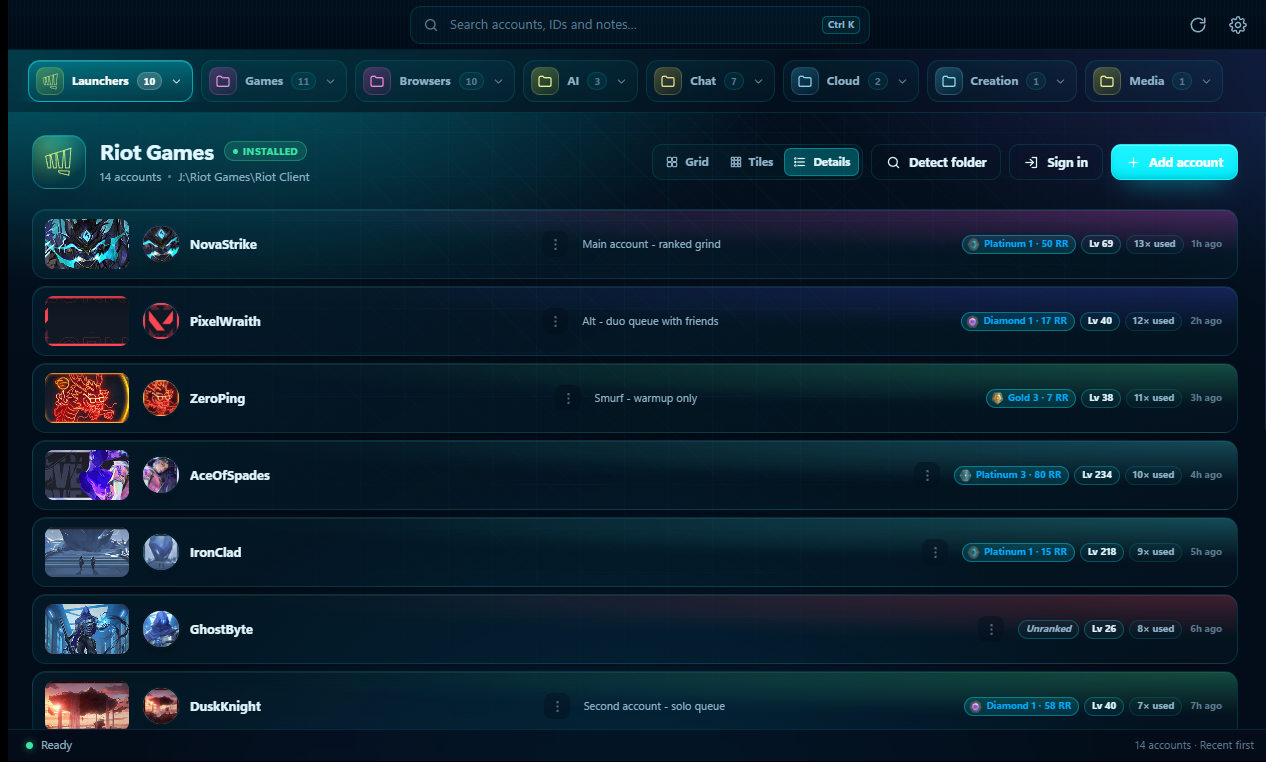 Search accounts, IDs and notes... Ctrl K
Launchers 10 Games 11 Browsers 10 AI 3 Chat 7 Cloud 2 Creation 1 Media 1
Riot Games INSTALLED
14 accounts • J:\Riot Games\Riot Client
Grid Tiles Details Detect folder Sign in + Add account
NovaStrike Main account - ranked grind Platinum 1 · 50 RR Lv 69 13× used 1h ago
PixelWraith Alt - duo queue with friends Diamond 1 · 17 RR Lv 40 12× used 2h ago
ZeroPing Smurf - warmup only Gold 3 · 7 RR Lv 38 11× used 3h ago
AceOfSpades Platinum 3 · 80 RR Lv 234 10× used 4h ago
IronClad Platinum 1 · 15 RR Lv 218 9× used 5h ago
GhostByte Unranked Lv 26 8× used 6h ago
DuskKnight Second account - solo queue Diamond 1 · 58 RR Lv 40 7× used 7h ago
Ready 14 accounts · Recent first